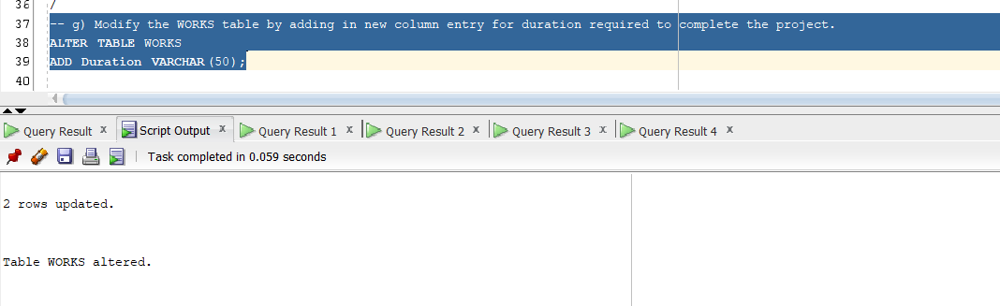 36 /
37 -- g) Modify the WORKS table by adding in new column entry for duration required to complete the project.
38 ALTER TABLE WORKS
39 ADD Duration VARCHAR(50);
40
Query Result x Script Output x Query Result 1 x Query Result 2 x Query Result 3 x Query Result 4 x
Task completed in 0.059 seconds
2 rows updated.
Table WORKS altered.